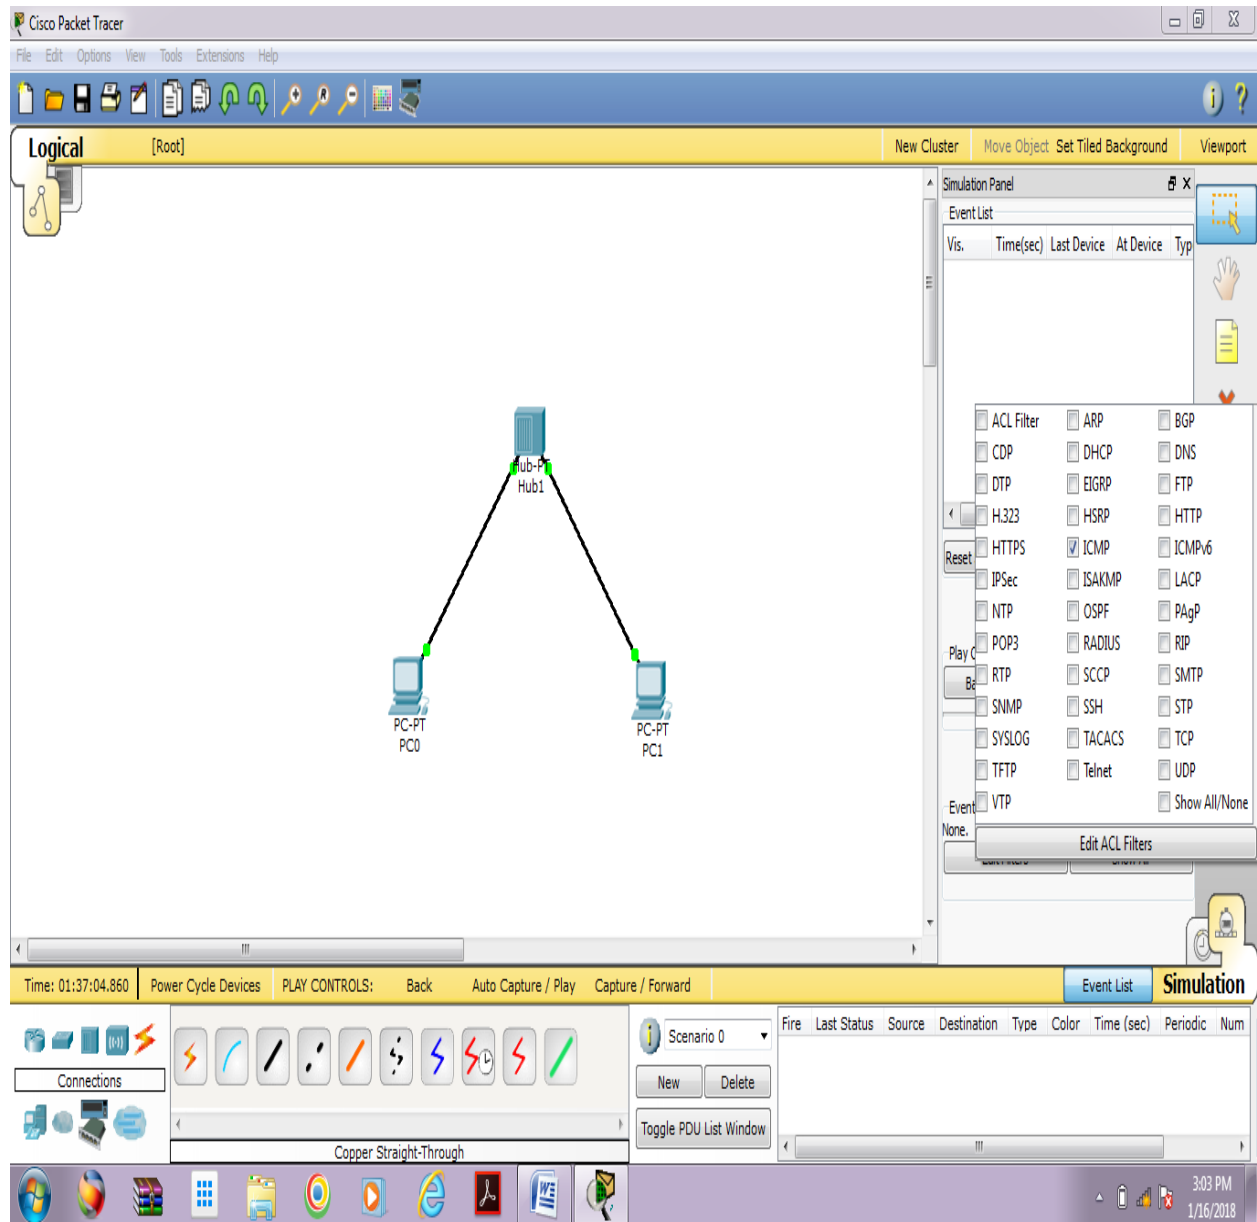 Cisco Packet Tracer
File Edit Options View Tools Extensions Help
Logical [Root] New Cluster Move Object Set Tiled Background Viewport
Simulation Panel
Event List
Vis. Time(sec) Last Device At Device Typ
Hub-PT
Hub1
PC-PT
PC0
PC-PT
PC1
ACL Filter ARP BGP
CDP DHCP DNS
DTP EIGRP FTP
H.323 HSRP HTTP
Reset HTTPS ICMP ICMPv6
IPSec ISAKMP LACP
NTP OSPF PAgP
Play C POP3 RADIUS RIP
Ba RTP SCCP SMTP
SNMP SSH STP
SYSLOG TACACS TCP
TFTP Telnet UDP
Event VTP Show All/None
None.
Edit ACL Filters
Time: 01:37:04.860 Power Cycle Devices PLAY CONTROLS: Back Auto Capture / Play Capture / Forward Event List Simulation
Connections
Copper Straight-Through
Scenario 0
New Delete
Toggle PDU List Window
Fire Last Status Source Destination Type Color Time (sec) Periodic Num
3:03 PM
1/16/2018